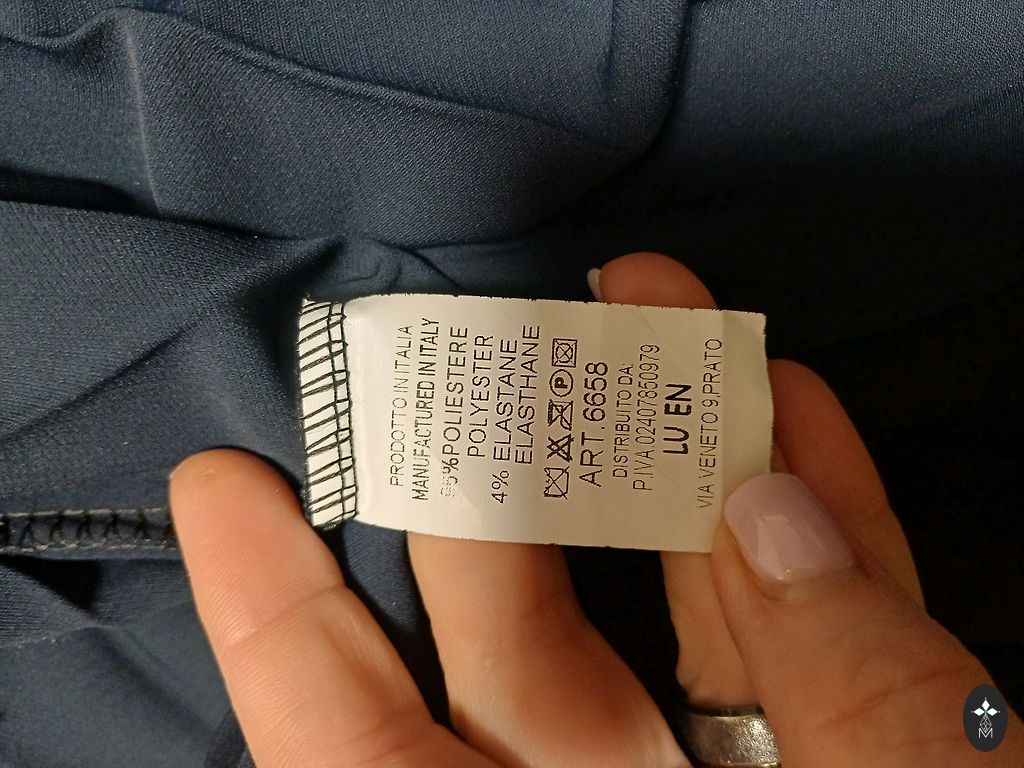 PRODOTTO IN ITALIA
MANUFACTURED IN ITALY
POLIESTERE
POLYESTER
4% ELASTANE
ELASTHANE
P
ART.6658
DISTRIBUITO DA
P.IVA.02407850979
LU EN
VIA VENETO 9,PRATO
M